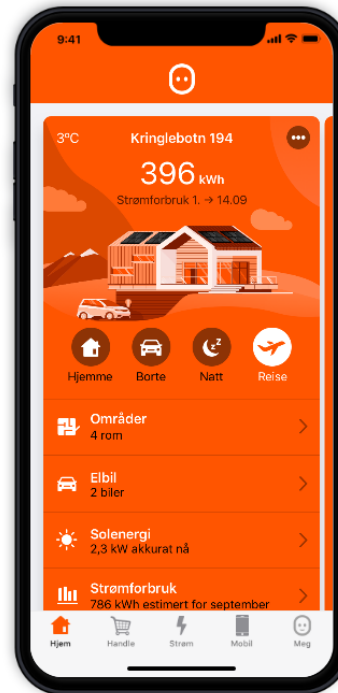 9:41
3°C
Kringlebotn 194
396 kWh
Strømforbruk 1. → 14.09
Hjemme Borte Natt Reise
Områder
4 rom
Elbil
2 biler
Solenergi
2,3 kW akkurat nå
Strømforbruk
786 kWh estimert for september
Hjem Handle Strøm Mobil Meg